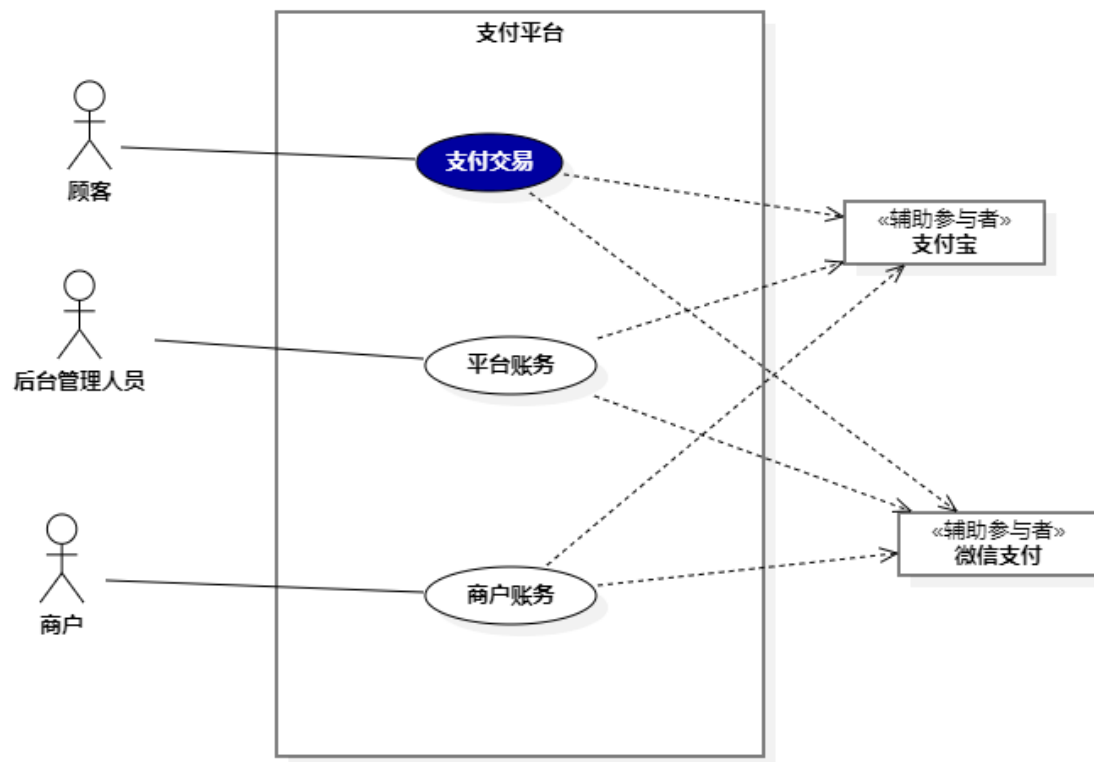 支付平台
支付交易
顾客
«辅助参与者»
支付宝
平台账务
后台管理人员
«辅助参与者»
微信支付
商户账务
商户